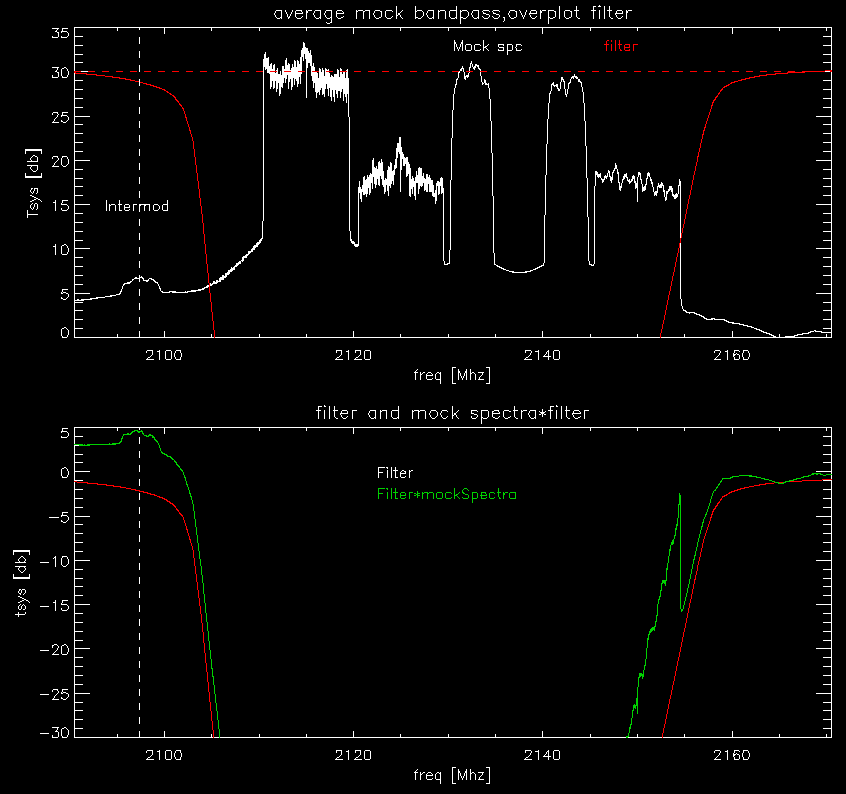 average mock bandpass,overplot filter
35
Mock spc filter
30
25
20
Tsys [db]
15
Intermod
10
5
0
2100 2120 2140 2160
freq [Mhz]
filter and mock spectra*filter
5
0
Filter
Filter*mockSpectra
−5
−10
tsys [db]
−15
−20
−25
−30
2100 2120 2140 2160
freq [Mhz]